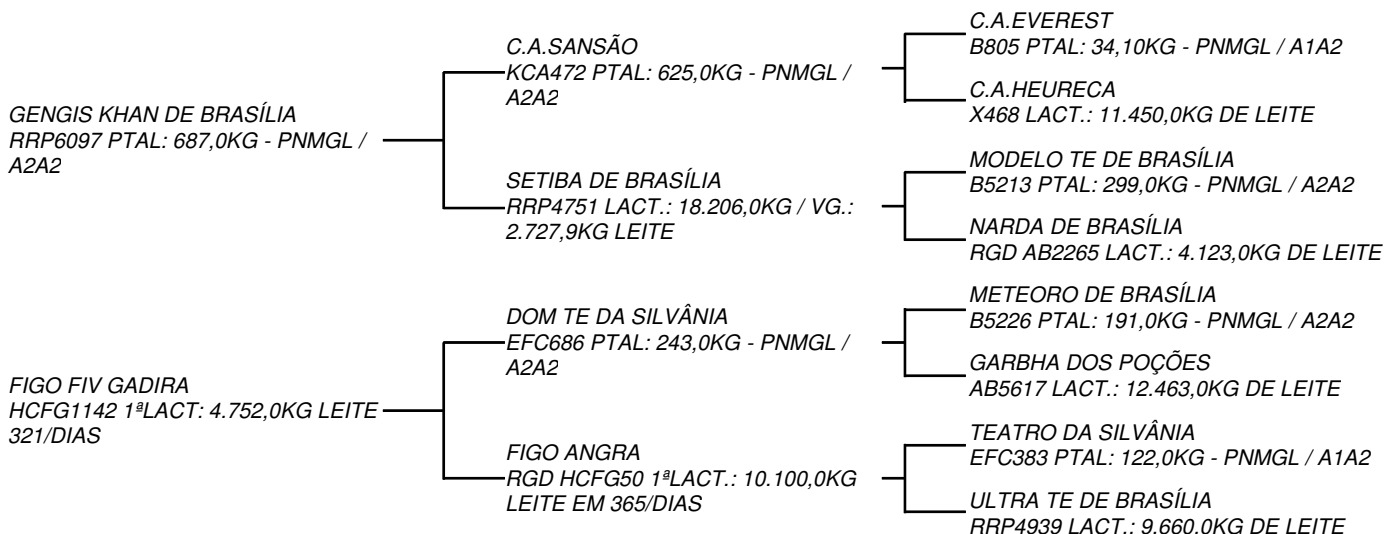 GENGIS KHAN DE BRASÍLIA
RRP6097 PTAL: 687,0KG - PNMGL /
A2A2
C.A.SANSÃO
KCA472 PTAL: 625,0KG - PNMGL /
A2A2
C.A.EVEREST
B805 PTAL: 34,10KG - PNMGL / A1A2
C.A.HEURECA
X468 LACT.: 11.450,0KG DE LEITE
SETIBA DE BRASÍLIA
RRP4751 LACT.: 18.206,0KG / VG.:
2.727,9KG LEITE
MODELO TE DE BRASÍLIA
B5213 PTAL: 299,0KG - PNMGL / A2A2
NARDA DE BRASÍLIA
RGD AB2265 LACT.: 4.123,0KG DE LEITE
FIGO FIV GADIRA
HCFG1142 1ªLACT: 4.752,0KG LEITE
321/DIAS
DOM TE DA SILVÂNIA
EFC686 PTAL: 243,0KG - PNMGL /
A2A2
METEORO DE BRASÍLIA
B5226 PTAL: 191,0KG - PNMGL / A2A2
GARBHA DOS POÇÕES
AB5617 LACT.: 12.463,0KG DE LEITE
FIGO ANGRA
RGD HCFG50 1ªLACT.: 10.100,0KG
LEITE EM 365/DIAS
TEATRO DA SILVÂNIA
EFC383 PTAL: 122,0KG - PNMGL / A1A2
ULTRA TE DE BRASÍLIA
RRP4939 LACT.: 9.660,0KG DE LEITE